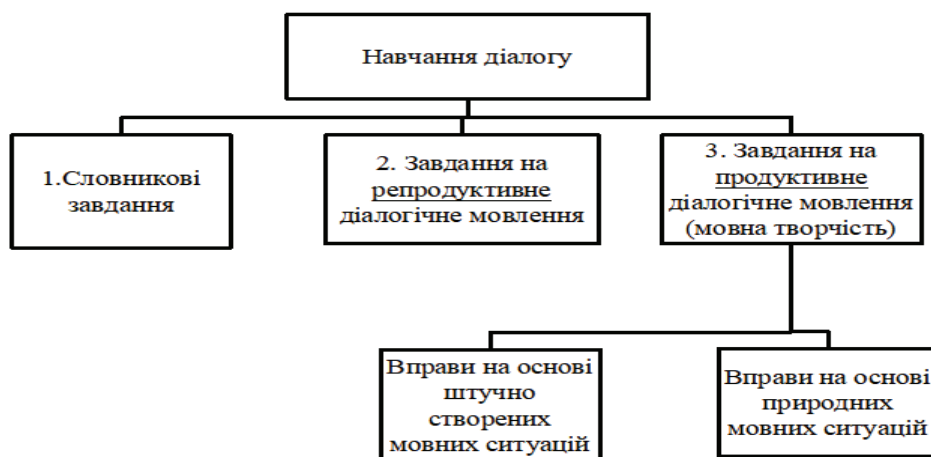 Навчання діалогу
1.Словникові
завдання
2. Завдання на
репродуктивне
діалогічне мовлення
3. Завдання на
продуктивне
діалогічне мовлення
(мовна творчість)
Вправи на основі
штучно
створених
мовних ситуацій
Вправи на основі
природних
мовних ситуацій